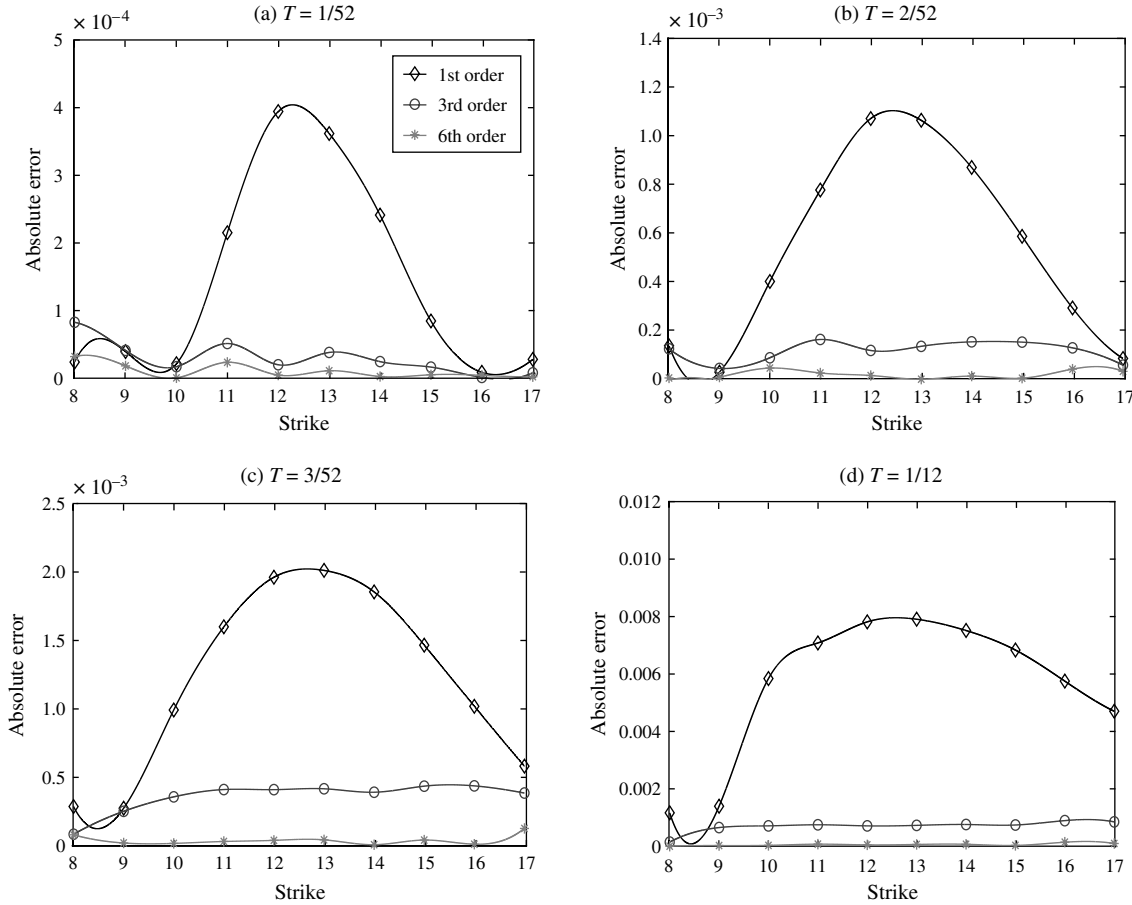 (a) T = 1/52
× 10⁻⁴
5
4
3
2
1
0
Absolute error
8 9 10 11 12 13 14 15 16 17
Strike
1st order
3rd order
6th order
(b) T = 2/52
× 10⁻³
1.4
1.2
1.0
0.8
0.6
0.4
0.2
0
Absolute error
8 9 10 11 12 13 14 15 16 17
Strike
(c) T = 3/52
× 10⁻³
2.5
2.0
1.5
1.0
0.5
0
Absolute error
8 9 10 11 12 13 14 15 16 17
Strike
(d) T = 1/12
0.012
0.010
0.008
0.006
0.004
0.002
0
Absolute error
8 9 10 11 12 13 14 15 16 17
Strike